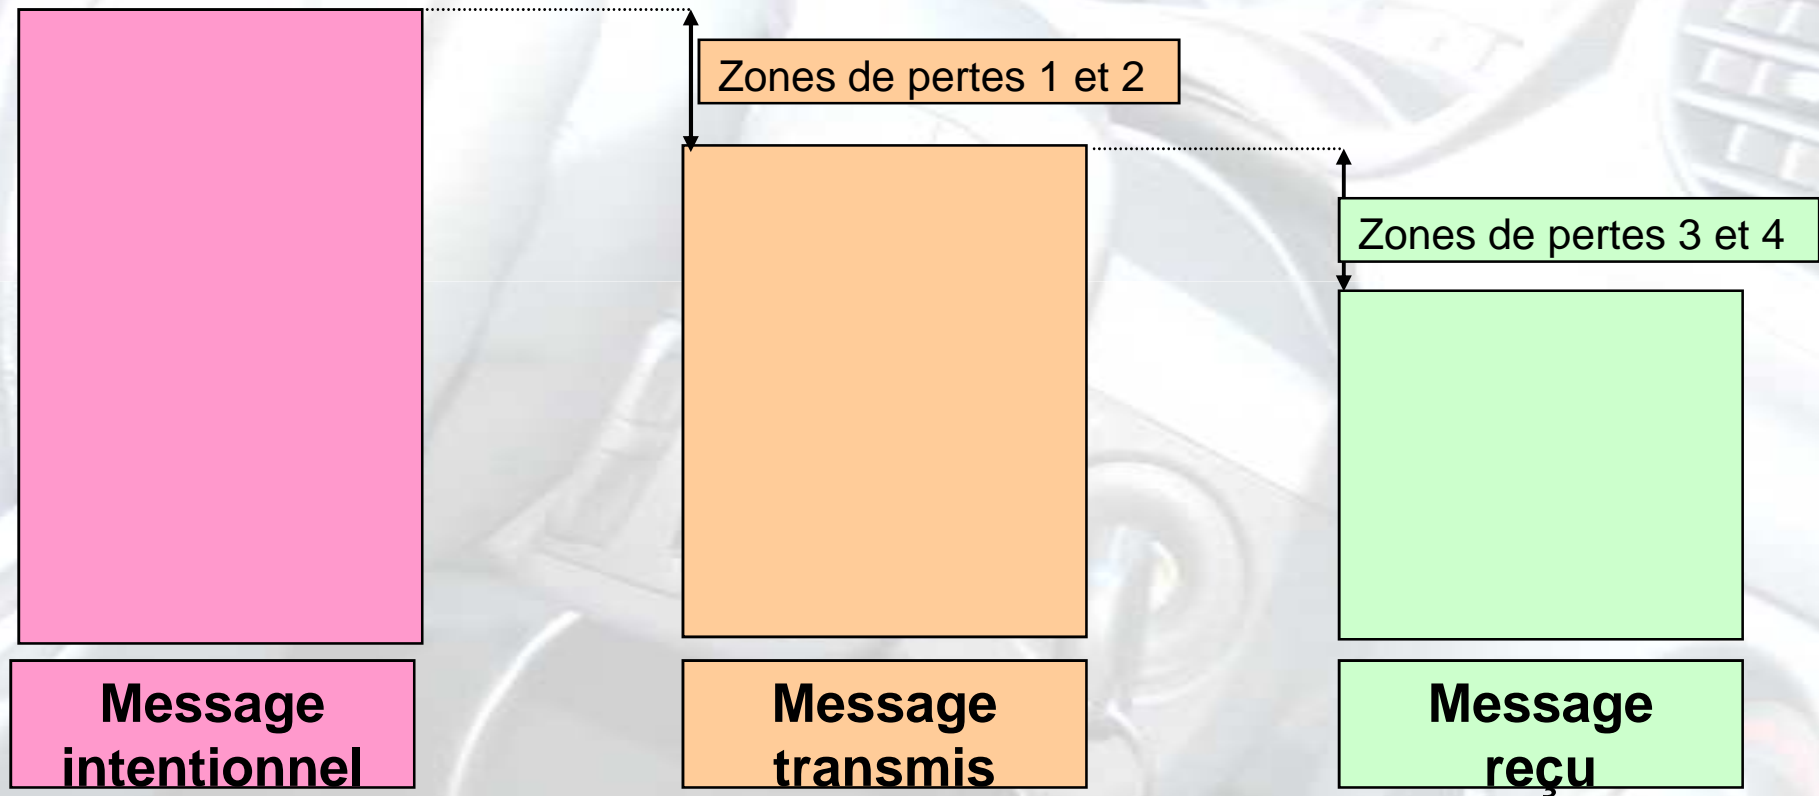 Zones de pertes 1 et 2
Zones de pertes 3 et 4
Message
intentionnel
Message
transmis
Message
reçu